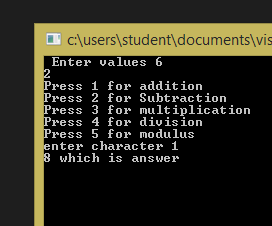 c:\users\student\documents\vis
Enter values 6
2
Press 1 for addition
Press 2 for Subtraction
Press 3 for multiplication
Press 4 for division
Press 5 for modulus
enter character 1
8 which is answer